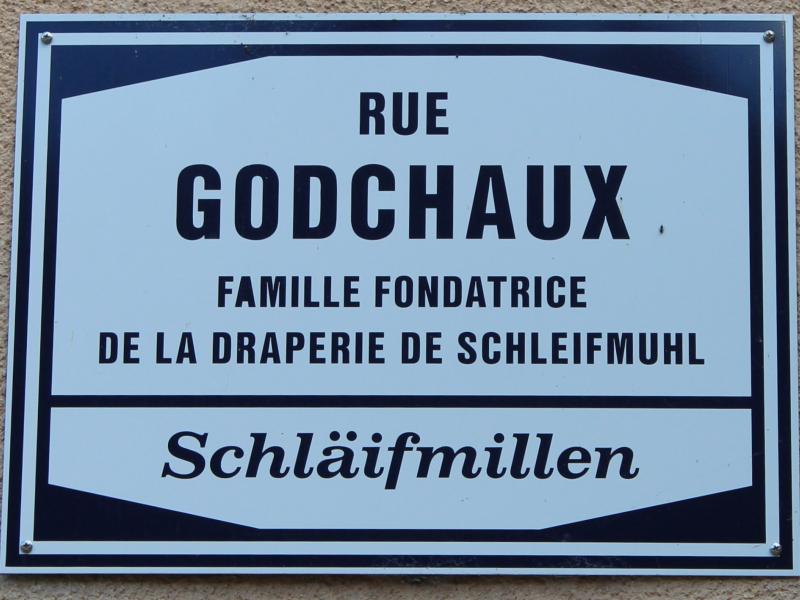 RUE
GODCHAUX
FAMILLE FONDATRICE
DE LA DRAPERIE DE SCHLEIFMUHL
Schläifmillen